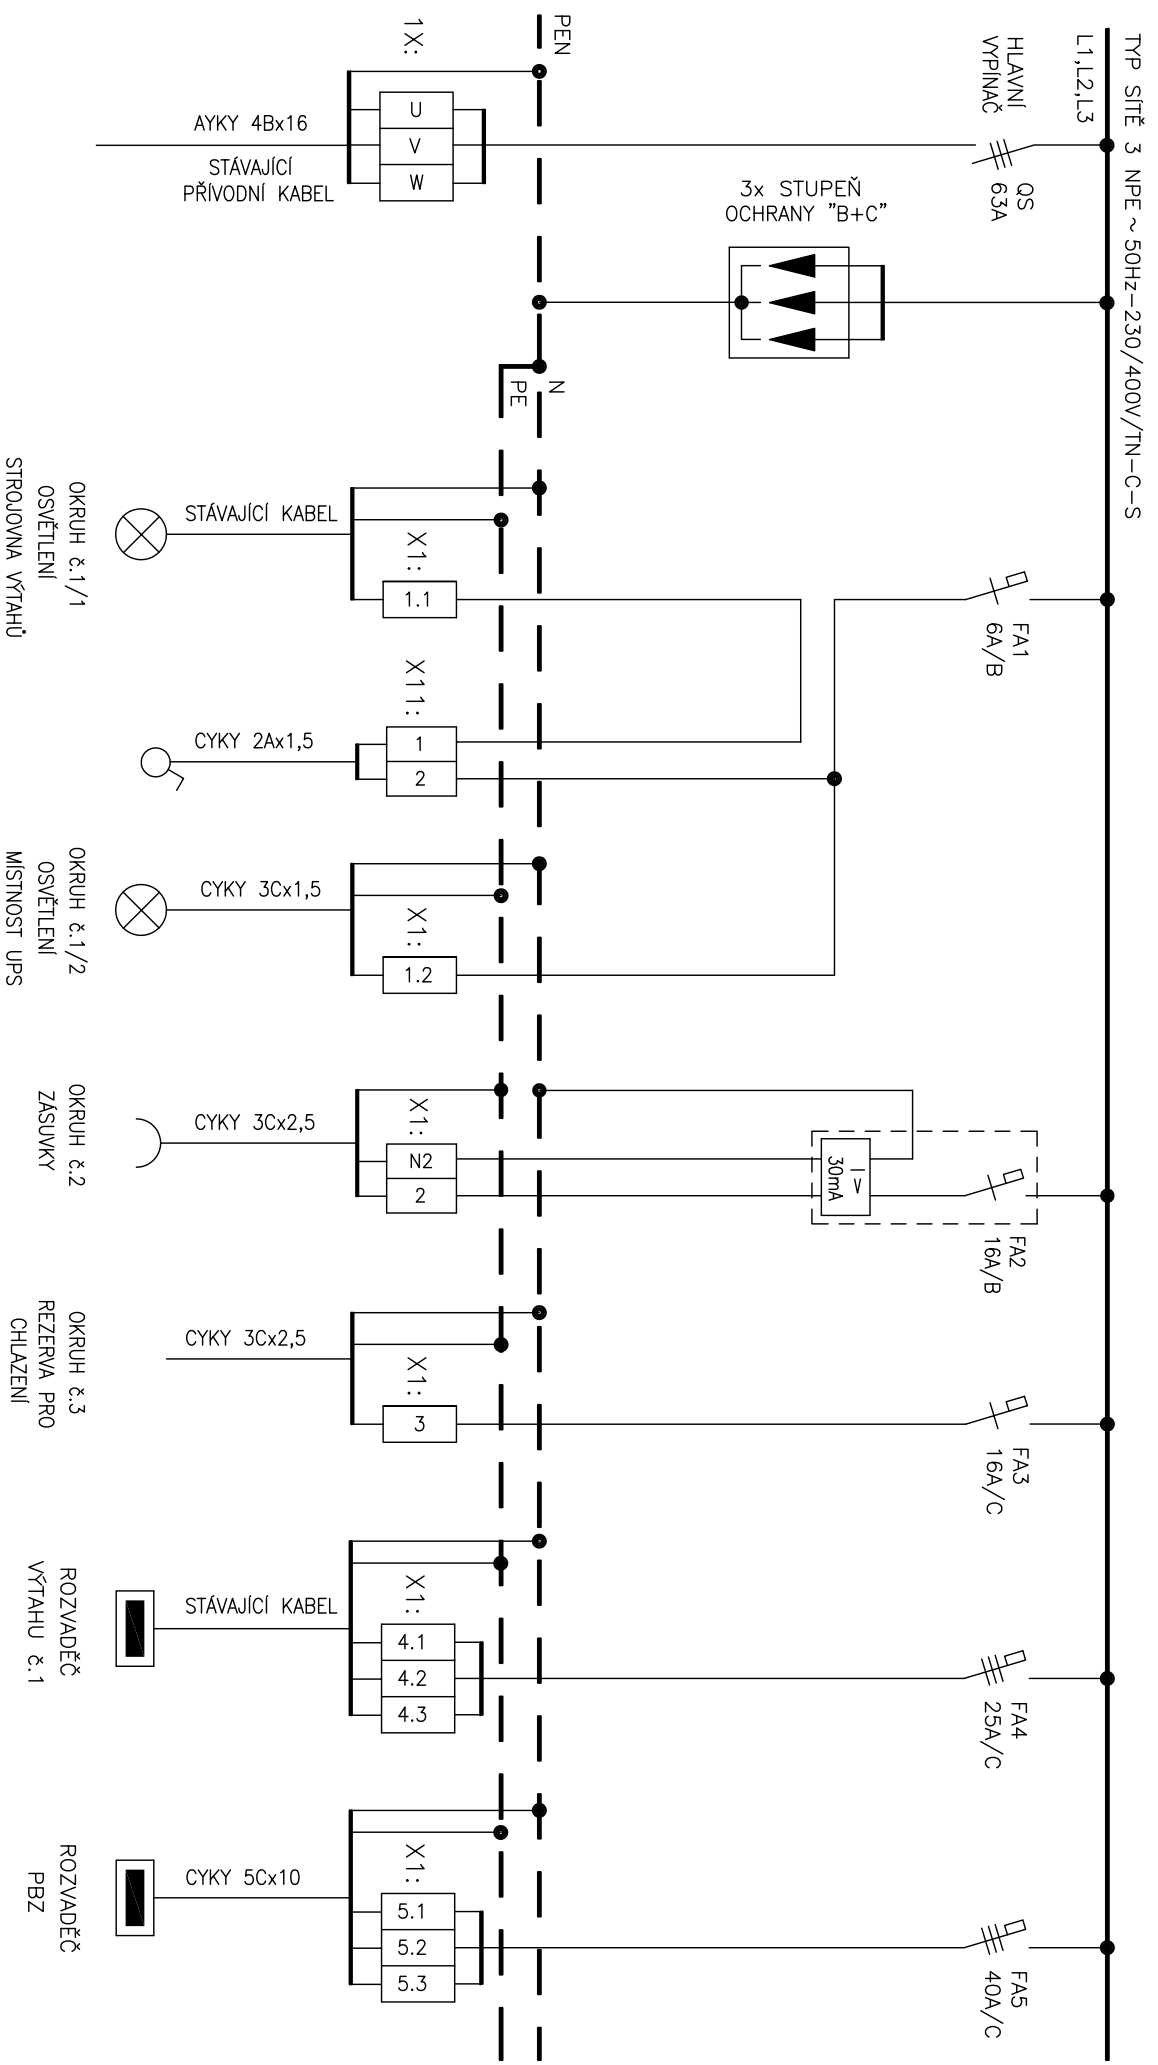 TYP SÍTĚ 3 NPE ~ 50Hz-230/400V/TN-C-S
L1,L2,L3
HLAVNÍ
VYPÍNAČ
QS
63A
3x STUPEŇ
OCHRANY "B+C"
FA1
6A/B
FA2
16A/B
I >
30mA
FA3
16A/C
FA4
25A/C
FA5
40A/C
PEN
N
PE
1X:
U
V
W
X1:
1.1
X11:
1
2
X1:
1.2
X1:
N2
2
X1:
3
X1:
4.1
4.2
4.3
X1:
5.1
5.2
5.3
AYKY 4Bx16
STÁVAJÍCÍ
PŘÍVODNÍ KABEL
STÁVAJÍCÍ KABEL
CYKY 2Ax1,5
CYKY 3Cx1,5
CYKY 3Cx2,5
CYKY 3Cx2,5
STÁVAJÍCÍ KABEL
CYKY 5Cx10
OKRUH č.1/1
OSVĚTLENÍ
STROJOVNA VÝTAHŮ
OKRUH č.1/2
OSVĚTLENÍ
MÍSTNOST UPS
OKRUH č.2
ZÁSUVKY
OKRUH č.3
REZERVA PRO
CHLAZENÍ
ROZVADĚČ
VÝTAHU č.1
ROZVADĚČ
PBZ